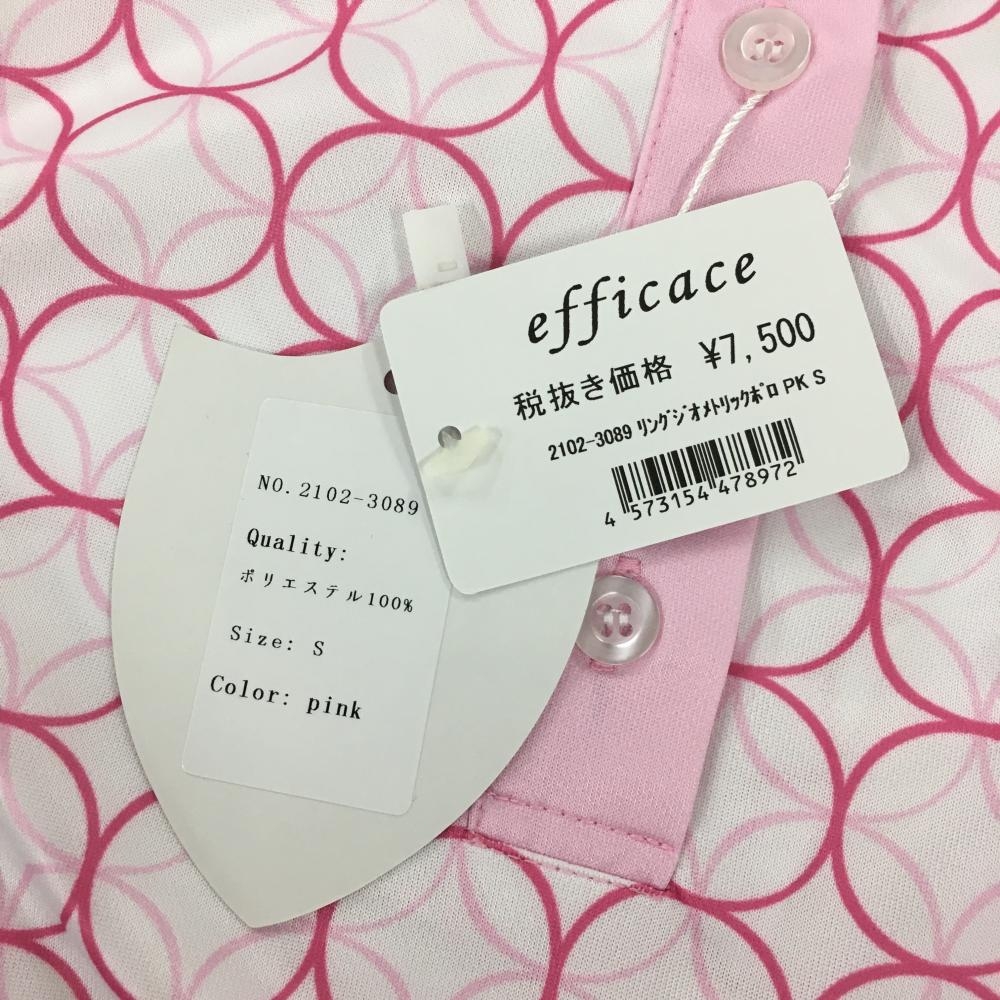 efficace
税抜き価格 ¥7,500
2102-3089 ﾘﾝｸﾞｼﾞｵﾒﾄﾘｯｸﾎﾟﾛ PK S
4 573154 478972
NO.2102-3089
Quality:
ポリエステル100%
Size: S
Color: pink